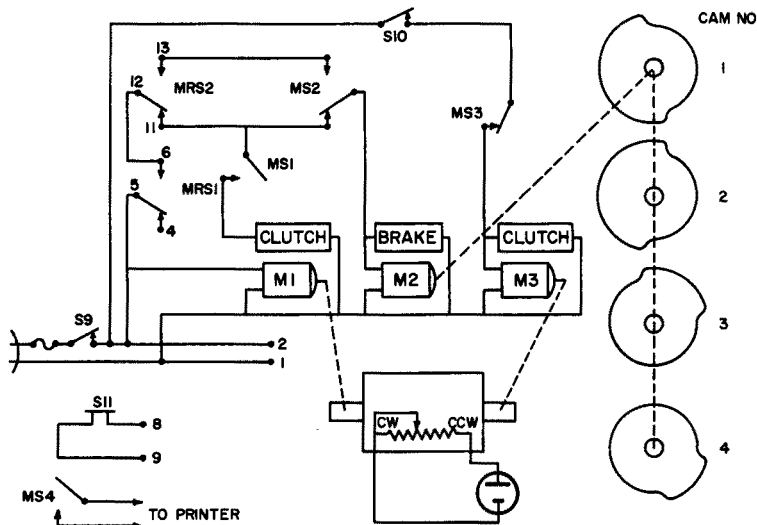 CAM NO
S10
13
12
MRS2
MS2
1
11
MS3
6
MS1
5
MRS1
2
4
CLUTCH
BRAKE
CLUTCH
M1
M2
M3
S9
3
2
1
S11
CW
CCW
8
9
4
MS4
TO PRINTER